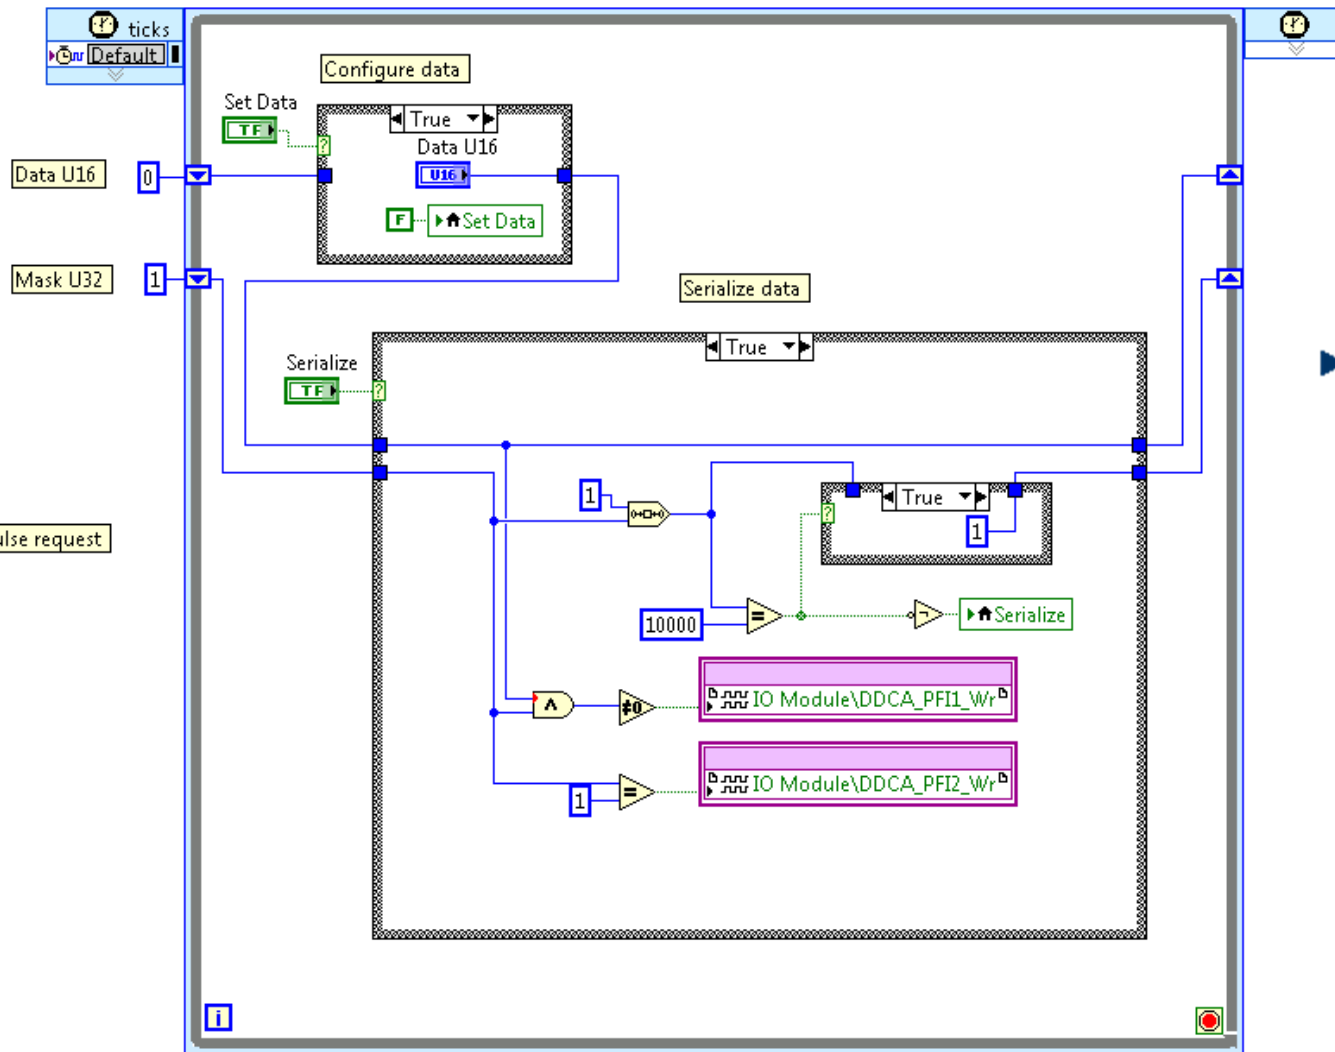 ticks
Default
Configure data
Set Data
True
Data U16
Data U16
0
TF
?
U16
F
Set Data
Mask U32
1
Serialize data
True
Serialize
TF
?
1
True
?
1
ulse request
10000
=
Serialize
IO Module\DDCA_PFI1_Wr
≠0
IO Module\DDCA_PFI2_Wr
1
=
i